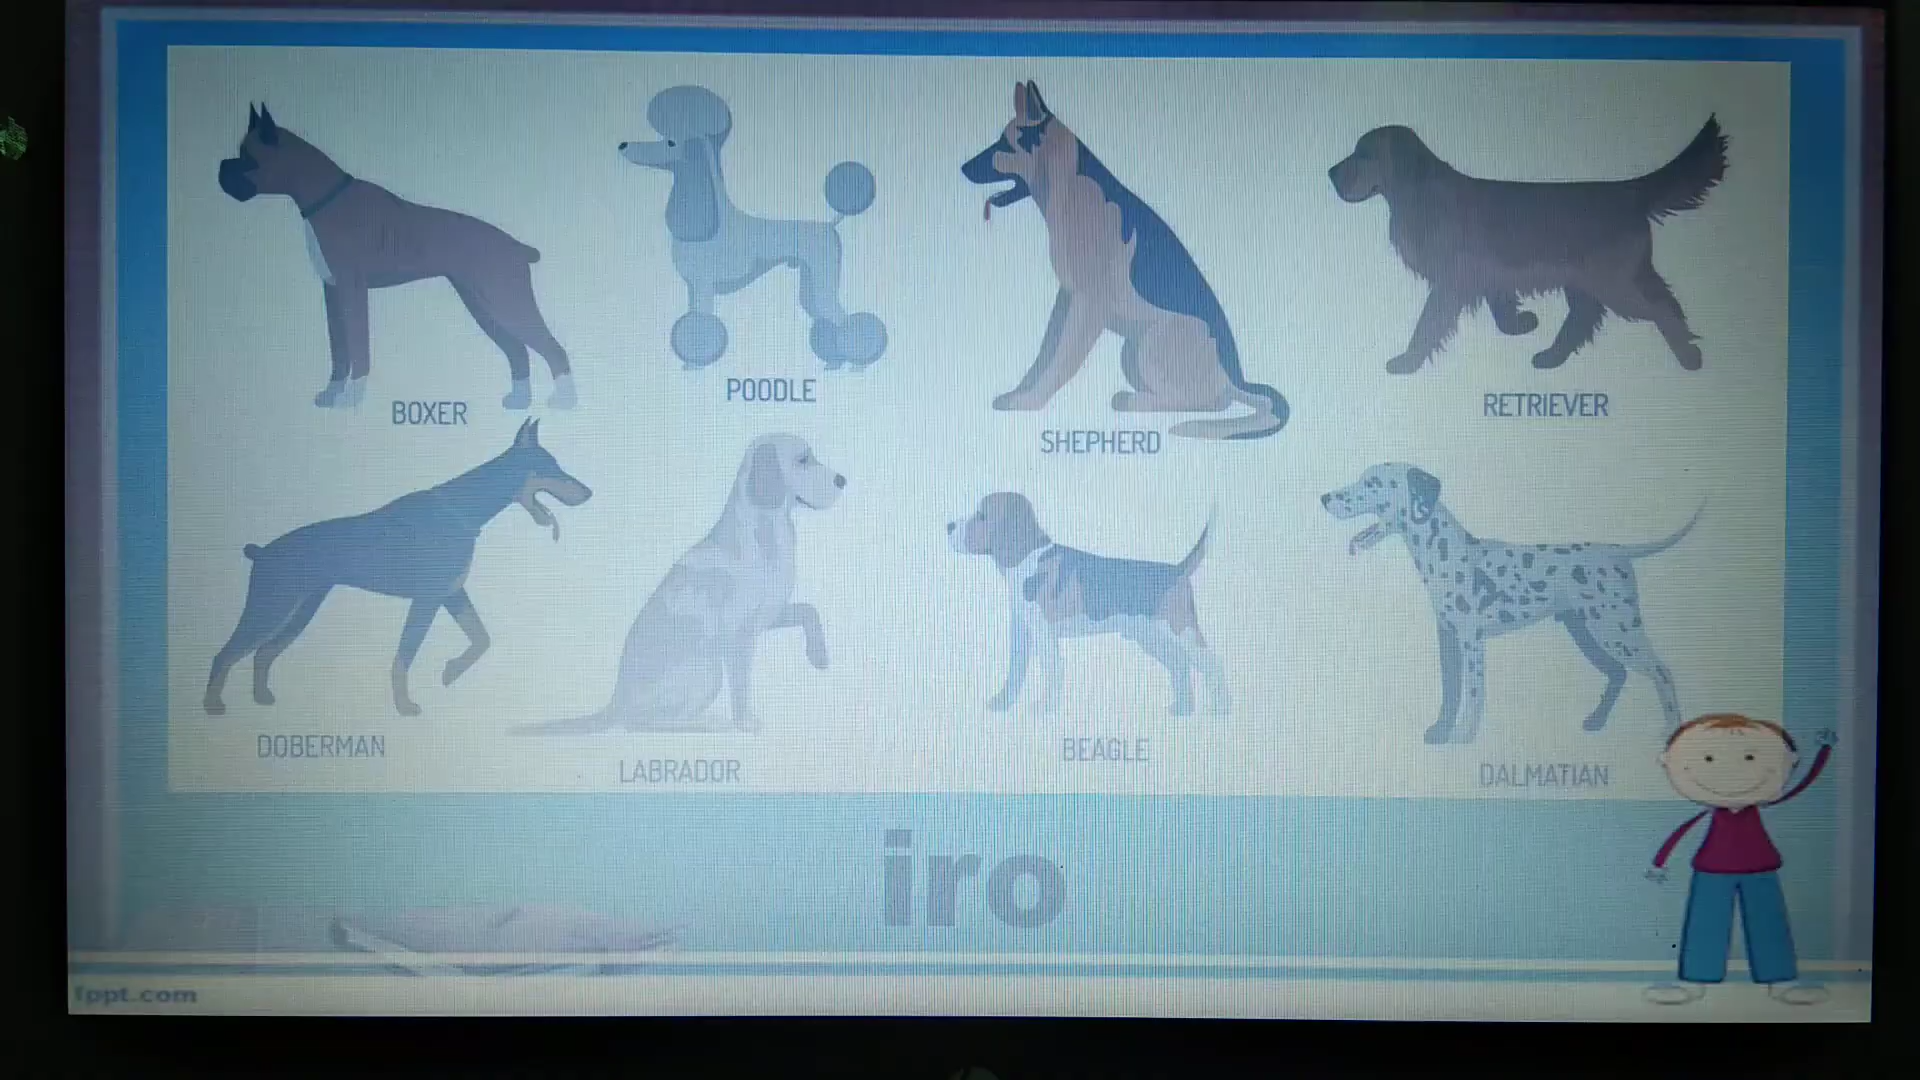 BOXER
POODLE
SHEPHERD
RETRIEVER
DOBERMAN
LABRADOR
BEAGLE
DALMATIAN
iro
fppt.com